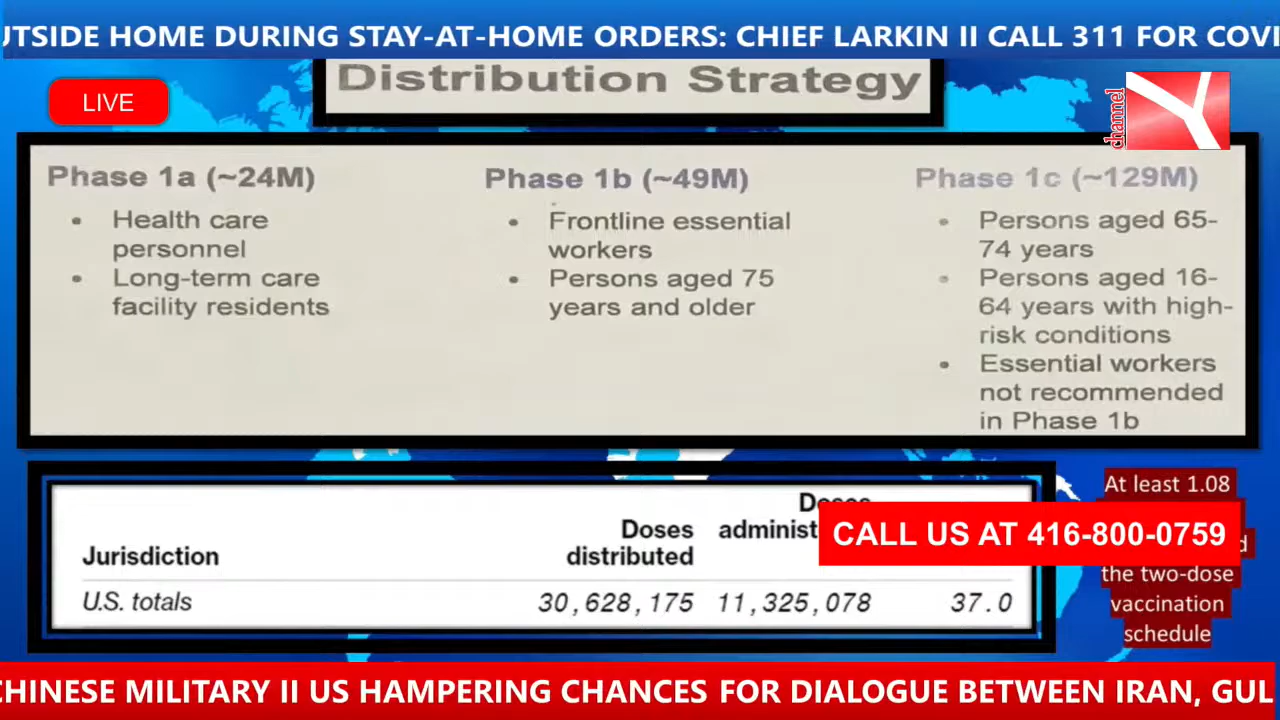 UTSIDE HOME DURING STAY-AT-HOME ORDERS: CHIEF LARKIN II CALL 311 FOR COVI
LIVE
Distribution Strategy
channel Y
Phase 1a (~24M)
• Health care
personnel
• Long-term care
facility residents
Phase 1b (~49M)
• Frontline essential
workers
• Persons aged 75
years and older
Phase 1c (~129M)
• Persons aged 65-
74 years
• Persons aged 16-
64 years with high-
risk conditions
• Essential workers
not recommended
in Phase 1b
Jurisdiction
Doses
distributed
Doses
administ
U.S. totals
30,628,175 11,325,078 37.0
At least 1.08
CALL US AT 416-800-0759
the two-dose
vaccination
schedule
CHINESE MILITARY II US HAMPERING CHANCES FOR DIALOGUE BETWEEN IRAN, GUL